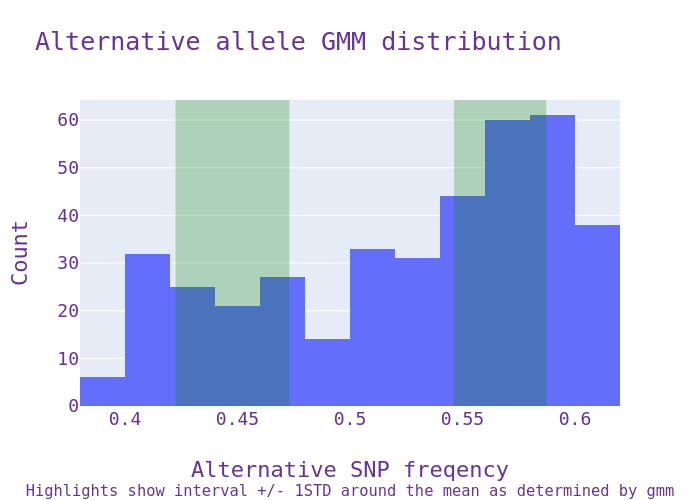 Alternative allele GMM distribution
60
50
40
30
20
10
0
Count
0.4 0.45 0.5 0.55 0.6
Alternative SNP freqency
Highlights show interval +/- 1STD around the mean as determined by gmm